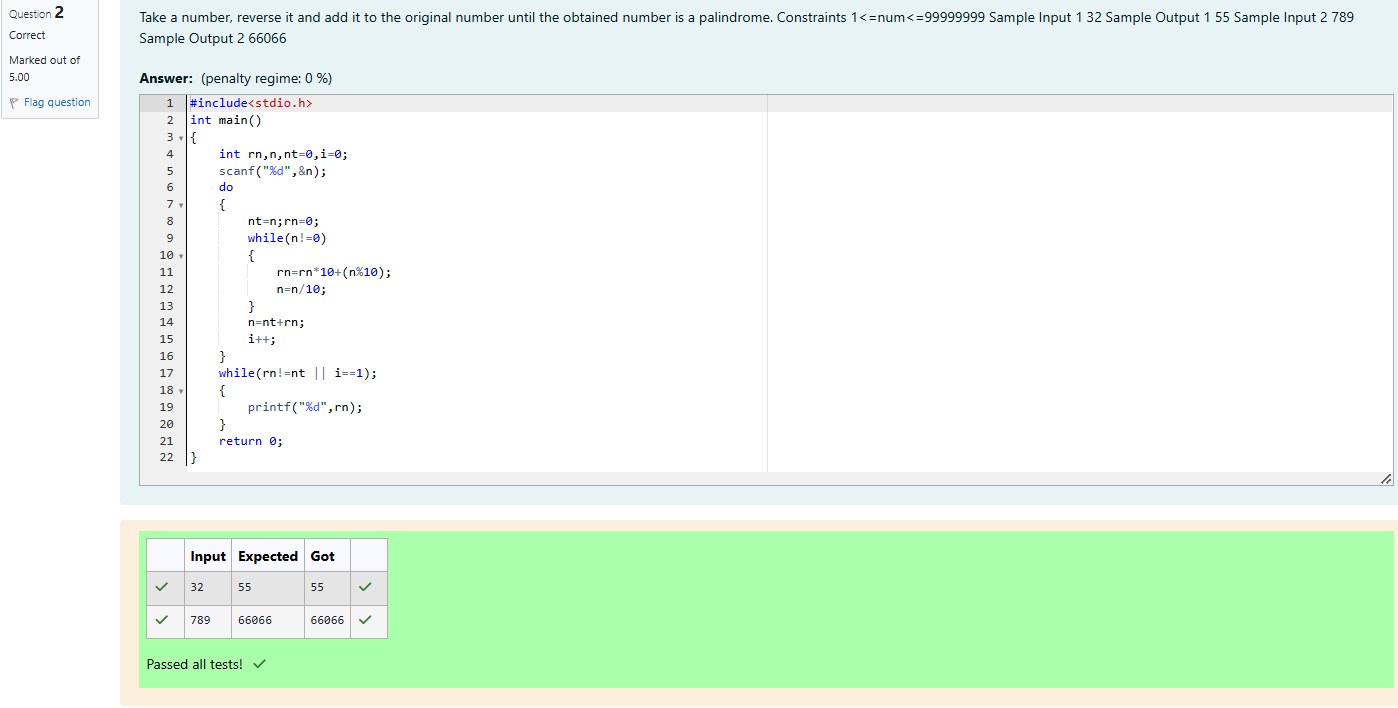 Question 2
Correct
Marked out of
5.00
Flag question
Take a number, reverse it and add it to the original number until the obtained number is a palindrome. Constraints 1<=num<=99999999 Sample Input 1 32 Sample Output 1 55 Sample Input 2 789
Sample Output 2 66066
Answer: (penalty regime: 0 %)
1 #include<stdio.h>
2 int main()
3 {
4 int rn,n,nt=0,i=0;
5 scanf("%d",&n);
6 do
7 {
8 nt=n;rn=0;
9 while(n!=0)
10 {
11 rn=rn*10+(n%10);
12 n=n/10;
13 }
14 n=nt+rn;
15 i++;
16 }
17 while(rn!=nt || i==1);
18 {
19 printf("%d",rn);
20 }
21 return 0;
22 }
Input Expected Got
32 55 55
789 66066 66066
Passed all tests!